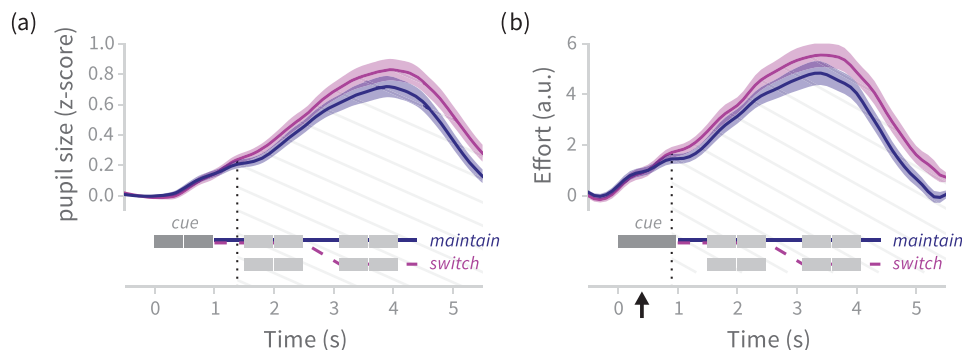 (a)
pupil size (z-score)
1.0
0.8
0.6
0.4
0.2
0.0
cue
maintain
switch
0 1 2 3 4 5
Time (s)
(b)
Effort (a.u.)
6
4
2
0
cue
maintain
switch
0 1 2 3 4 5
Time (s)